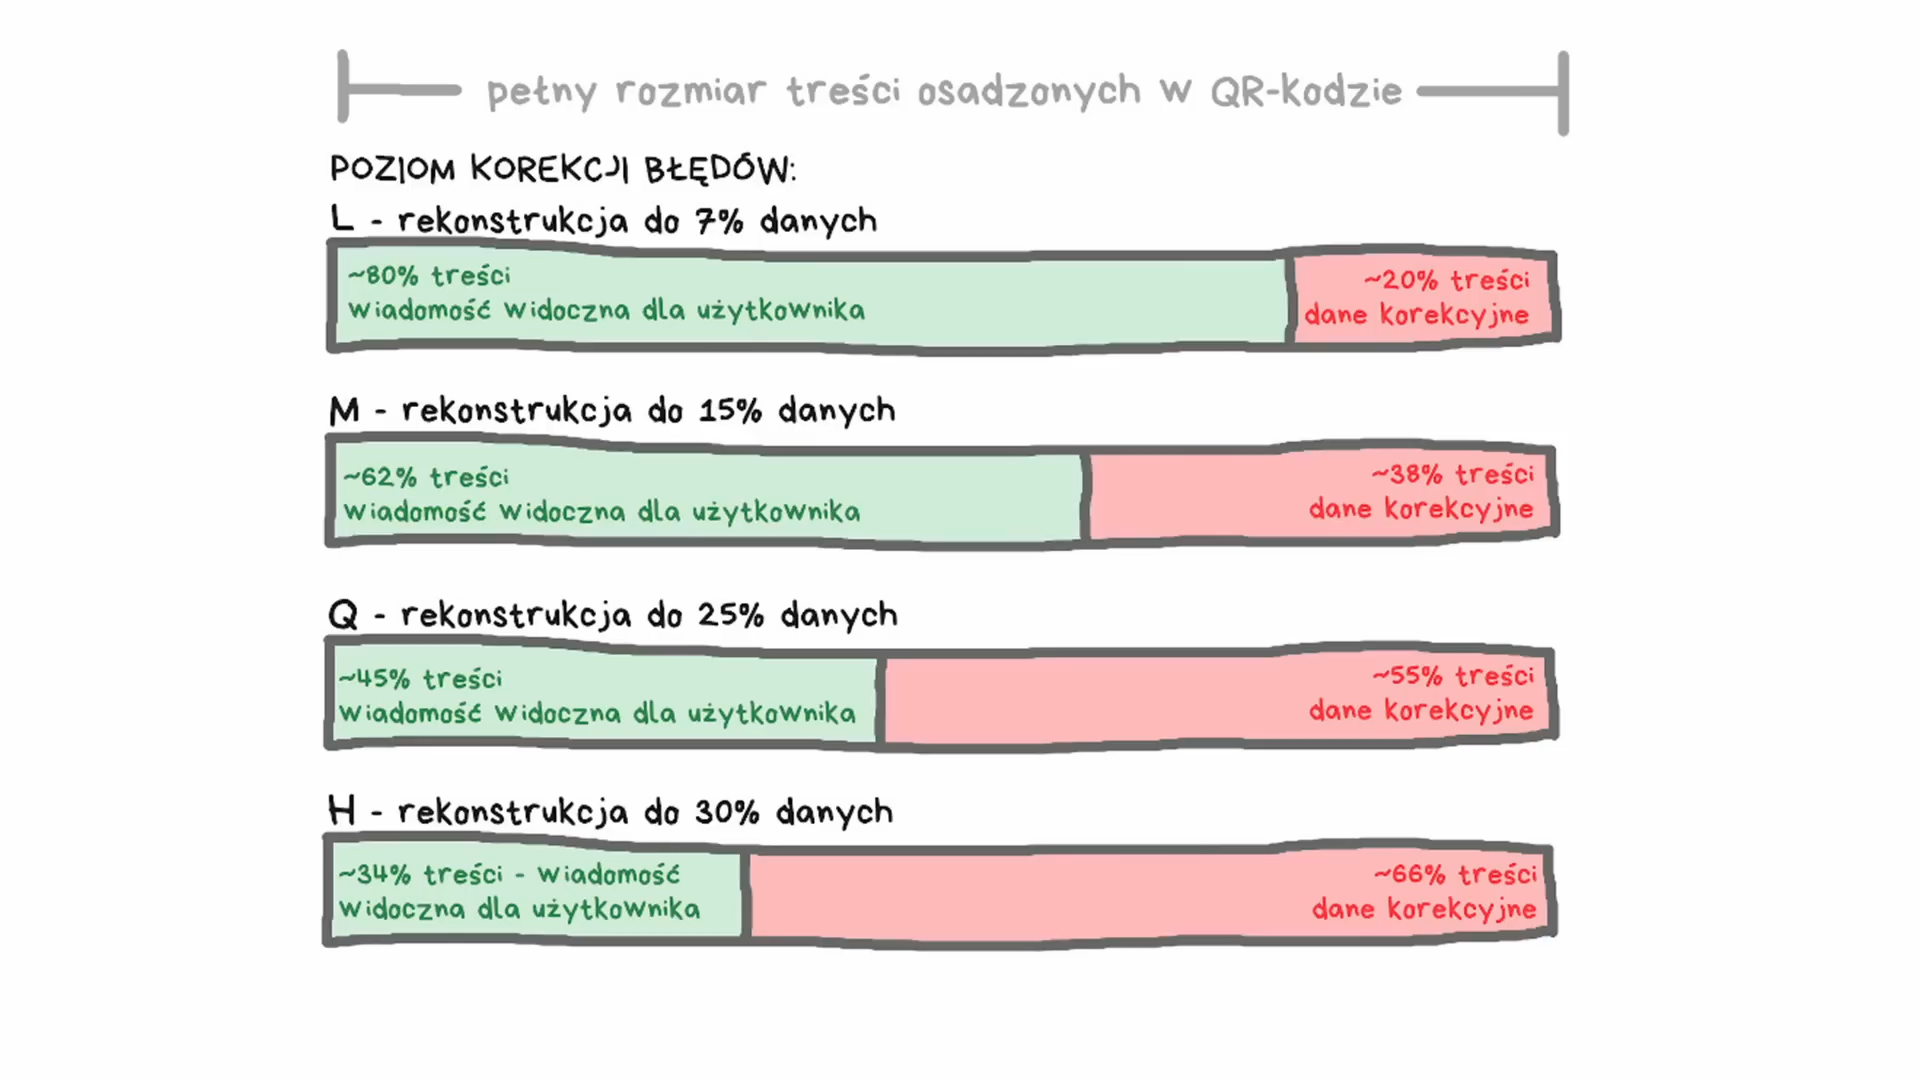 pełny rozmiar treści osadzonych w QR-kodzie
POZIOM KOREKCJI BŁĘDÓW:
L - rekonstrukcja do 7% danych
~80% treści
wiadomość widoczna dla użytkownika
~20% treści
dane korekcyjne
M - rekonstrukcja do 15% danych
~62% treści
wiadomość widoczna dla użytkownika
~38% treści
dane korekcyjne
Q - rekonstrukcja do 25% danych
~45% treści
wiadomość widoczna dla użytkownika
~55% treści
dane korekcyjne
H - rekonstrukcja do 30% danych
~34% treści - wiadomość
widoczna dla użytkownika
~66% treści
dane korekcyjne